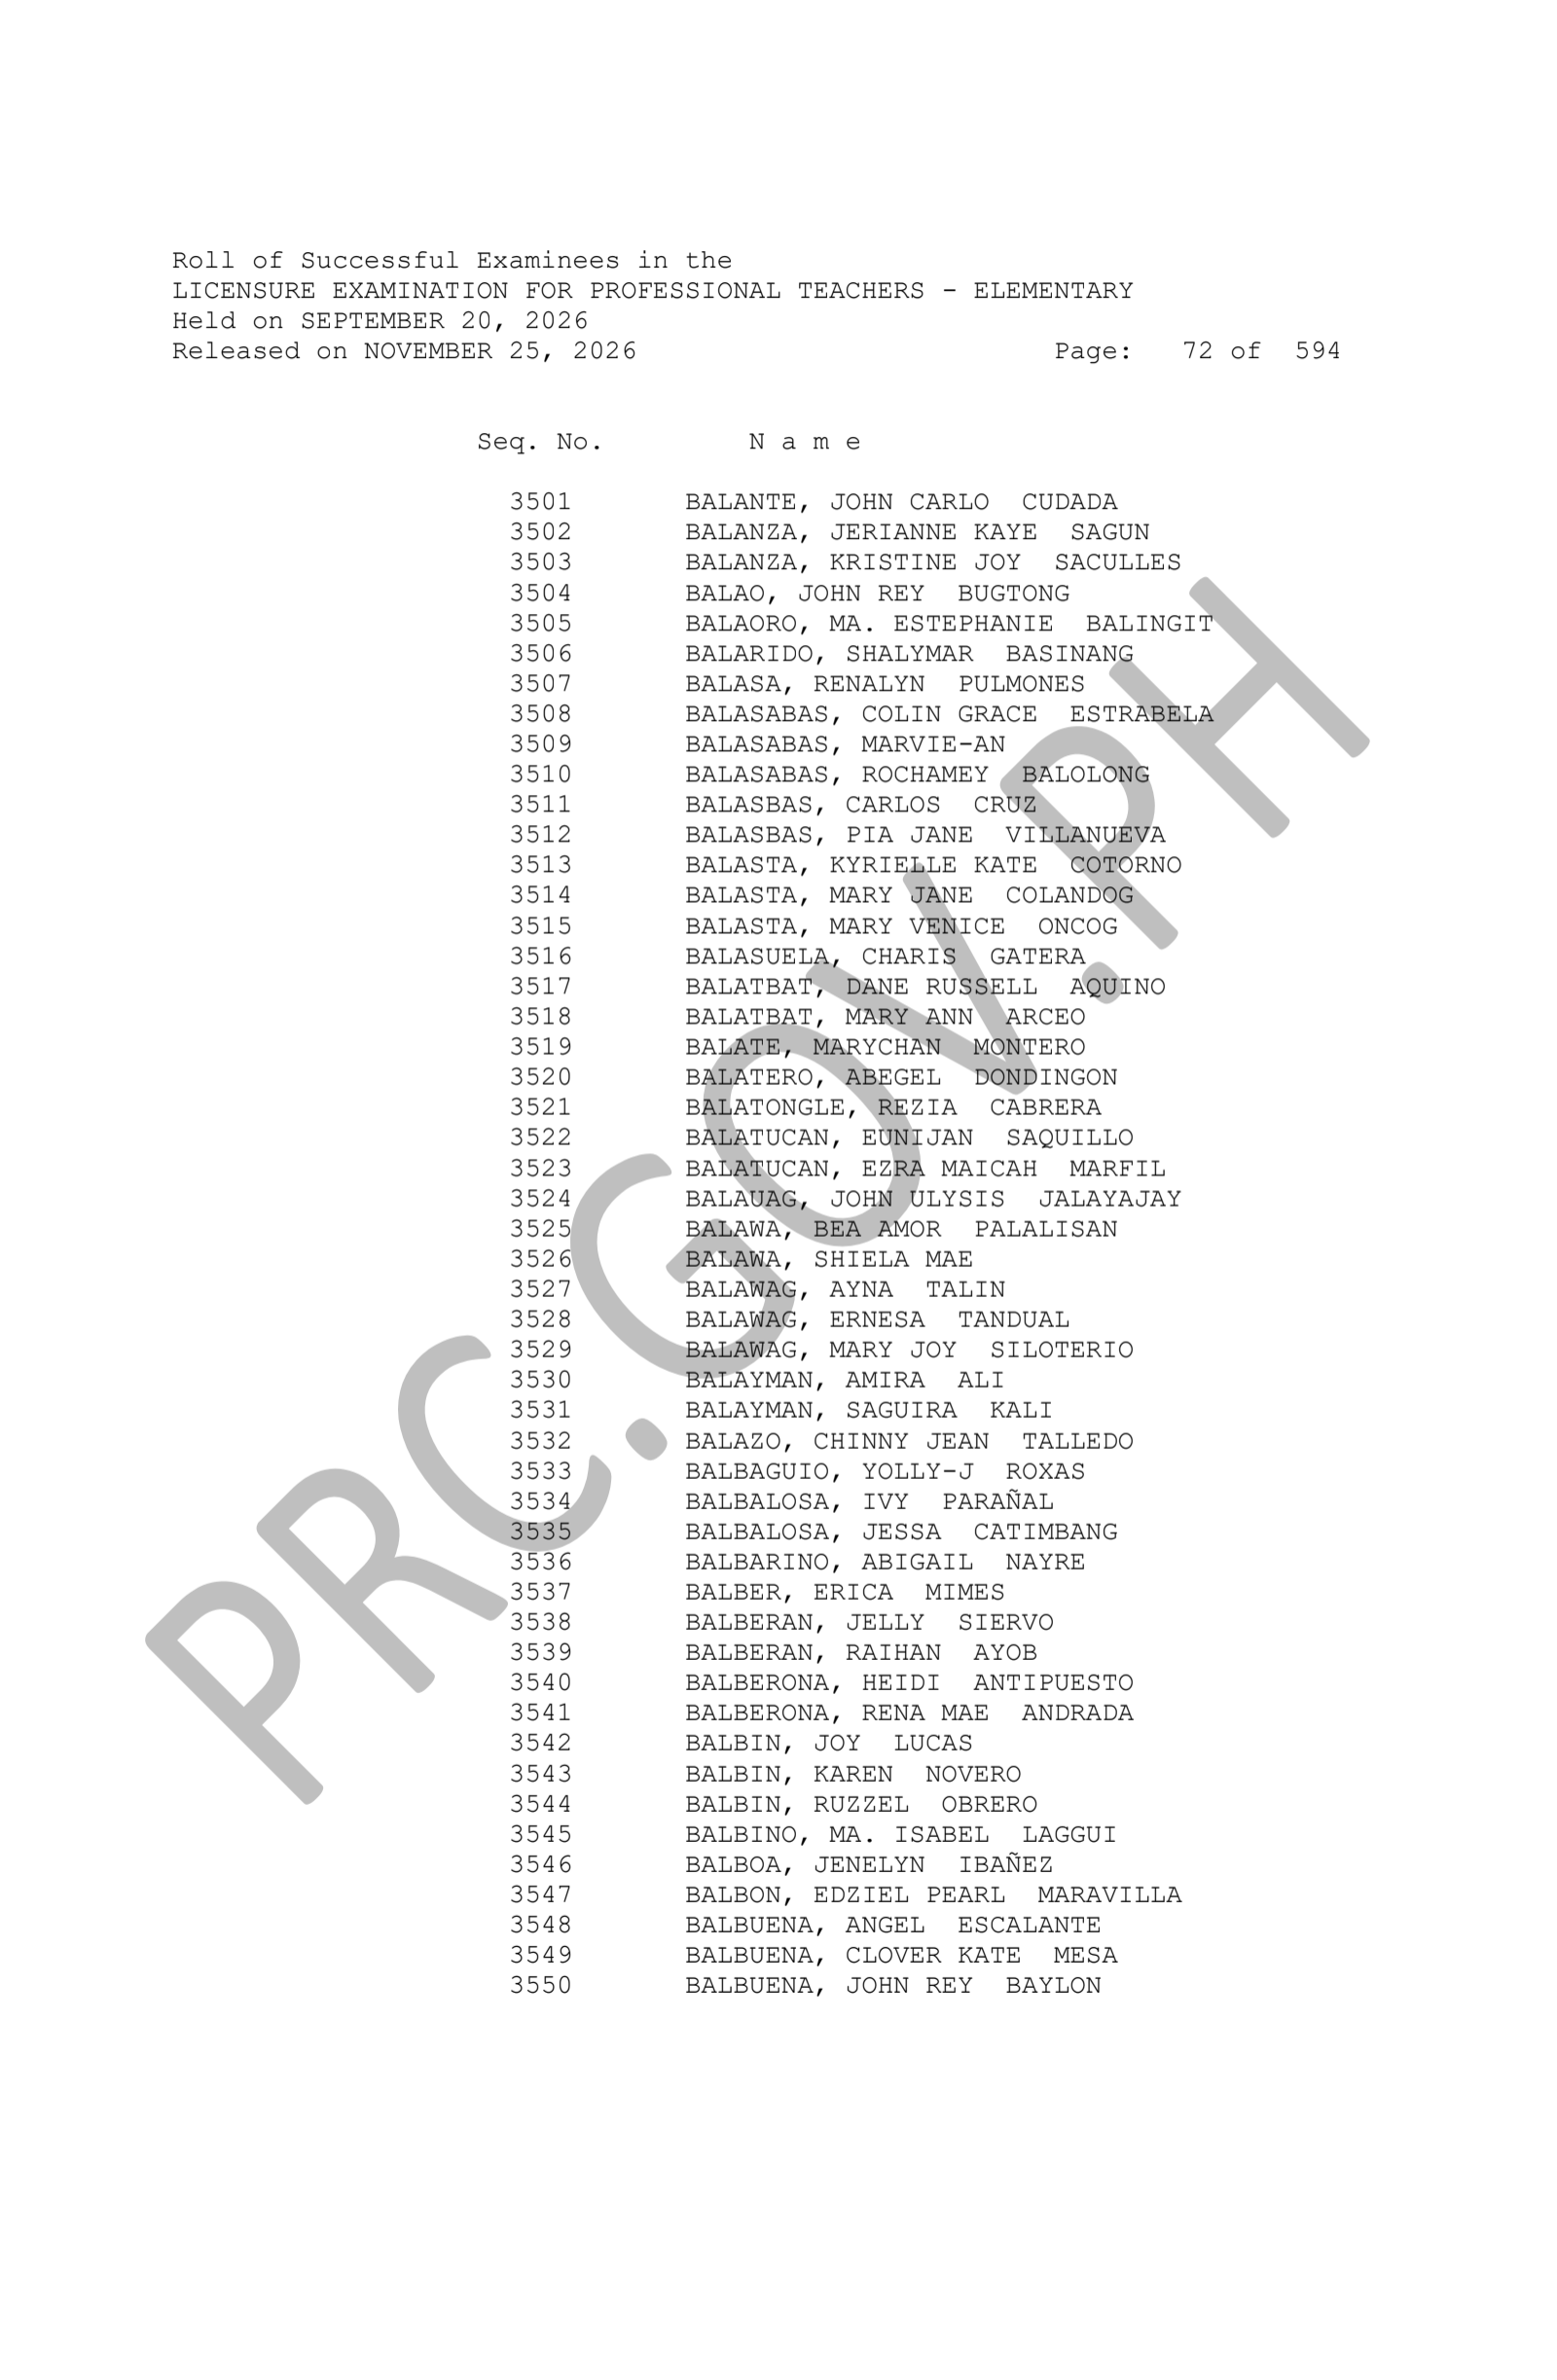 Roll of Successful Examinees in the
LICENSURE EXAMINATION FOR PROFESSIONAL TEACHERS - ELEMENTARY
Held on SEPTEMBER 20, 2026
Released on NOVEMBER 25, 2026 Page: 72 of 594
Seq. No. N a m e
3501 BALANTE, JOHN CARLO CUDADA
3502 BALANZA, JERIANNE KAYE SAGUN
3503 BALANZA, KRISTINE JOY SACULLES
3504 BALAO, JOHN REY BUGTONG
3505 BALAORO, MA. ESTEPHANIE BALINGIT
3506 BALARIDO, SHALYMAR BASINANG
3507 BALASA, RENALYN PULMONES
3508 BALASABAS, COLIN GRACE ESTRABELA
3509 BALASABAS, MARVIE-AN
3510 BALASABAS, ROCHAMEY BALOLONG
3511 BALASBAS, CARLOS CRUZ
3512 BALASBAS, PIA JANE VILLANUEVA
3513 BALASTA, KYRIELLE KATE COTORNO
3514 BALASTA, MARY JANE COLANDOG
3515 BALASTA, MARY VENICE ONCOG
3516 BALASUELA, CHARIS GATERA
3517 BALATBAT, DANE RUSSELL AQUINO
3518 BALATBAT, MARY ANN ARCEO
3519 BALATE, MARYCHAN MONTERO
3520 BALATERO, ABEGEL DONDINGON
3521 BALATONGLE, REZIA CABRERA
3522 BALATUCAN, EUNIJAN SAQUILLO
3523 BALATUCAN, EZRA MAICAH MARFIL
3524 BALAUAG, JOHN ULYSIS JALAYAJAY
3525 BALAWA, BEA AMOR PALALISAN
3526 BALAWA, SHIELA MAE
3527 BALAWAG, AYNA TALIN
3528 BALAWAG, ERNESA TANDUAL
3529 BALAWAG, MARY JOY SILOTERIO
3530 BALAYMAN, AMIRA ALI
3531 BALAYMAN, SAGUIRA KALI
3532 BALAZO, CHINNY JEAN TALLEDO
3533 BALBAGUIO, YOLLY-J ROXAS
3534 BALBALOSA, IVY PARAÑAL
3535 BALBALOSA, JESSA CATIMBANG
3536 BALBARINO, ABIGAIL NAYRE
3537 BALBER, ERICA MIMES
3538 BALBERAN, JELLY SIERVO
3539 BALBERAN, RAIHAN AYOB
3540 BALBERONA, HEIDI ANTIPUESTO
3541 BALBERONA, RENA MAE ANDRADA
3542 BALBIN, JOY LUCAS
3543 BALBIN, KAREN NOVERO
3544 BALBIN, RUZZEL OBRERO
3545 BALBINO, MA. ISABEL LAGGUI
3546 BALBOA, JENELYN IBAÑEZ
3547 BALBON, EDZIEL PEARL MARAVILLA
3548 BALBUENA, ANGEL ESCALANTE
3549 BALBUENA, CLOVER KATE MESA
3550 BALBUENA, JOHN REY BAYLON
PRC.GOV.PH